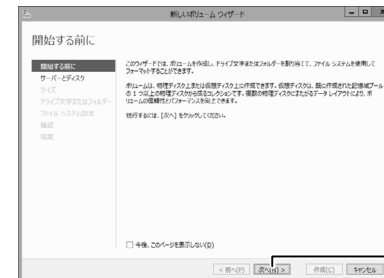 新しいボリューム ウィザード
開始する前に
開始する前に
サーバーとディスク
サイズ
ドライブ文字またはフォルダー
ファイル システム設定
確認
結果
このウィザードでは、ボリュームを作成し、ドライブ文字またはフォルダーを割り当てて、ファイル システムを使用して
フォーマットすることができます。
ボリュームは、物理ディスク上または仮想ディスク上に作成できます。仮想ディスクは、既に作成された記憶域プール
の 1 つ以上の物理ディスクから成るコレクションです。複数の物理ディスクにまたがるデータ レイアウトにより、ボ
リュームの信頼性とパフォーマンスを向上できます。
続行するには、[次へ] をクリックしてください。
今後、このページを表示しない(D)
< 前へ(P) 次へ(N) > 作成(C) キャンセル